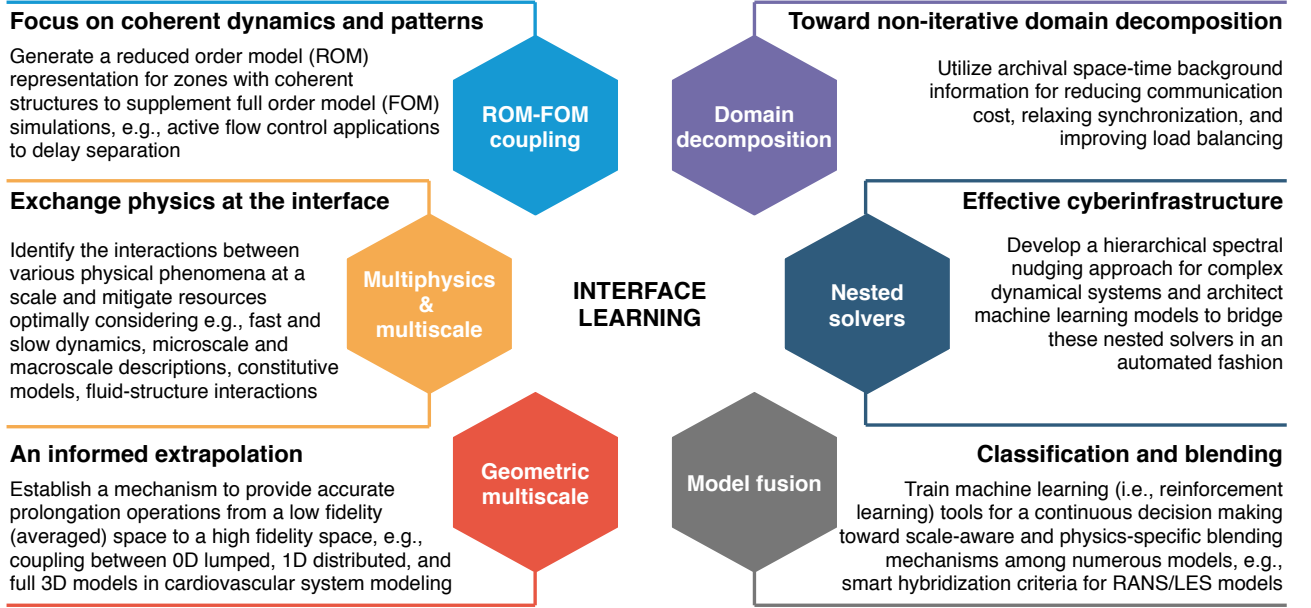 Focus on coherent dynamics and patterns
Generate a reduced order model (ROM)
representation for zones with coherent
structures to supplement full order model (FOM)
simulations, e.g., active flow control applications
to delay separation
ROM-FOM
coupling
Toward non-iterative domain decomposition
Utilize archival space-time background
information for reducing communication
cost, relaxing synchronization, and
improving load balancing
Domain
decomposition
Exchange physics at the interface
Identify the interactions between
various physical phenomena at a
scale and mitigate resources
optimally considering e.g., fast and
slow dynamics, microscale and
macroscale descriptions, constitutive
models, fluid-structure interactions
Multiphysics
&
multiscale
INTERFACE
LEARNING
Effective cyberinfrastructure
Develop a hierarchical spectral
nudging approach for complex
dynamical systems and architect
machine learning models to bridge
these nested solvers in an
automated fashion
Nested
solvers
An informed extrapolation
Establish a mechanism to provide accurate
prolongation operations from a low fidelity
(averaged) space to a high fidelity space, e.g.,
coupling between 0D lumped, 1D distributed, and
full 3D models in cardiovascular system modeling
Geometric
multiscale
Model fusion
Classification and blending
Train machine learning (i.e., reinforcement
learning) tools for a continuous decision making
toward scale-aware and physics-specific blending
mechanisms among numerous models, e.g.,
smart hybridization criteria for RANS/LES models